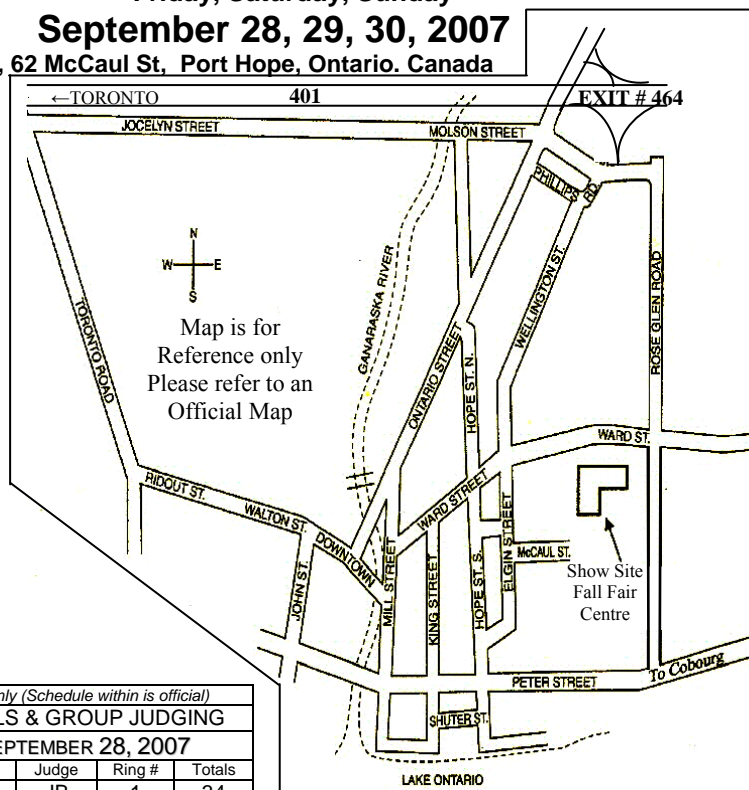 Friday, Saturday, Sunday
September 28, 29, 30, 2007
, 62 McCaul St, Port Hope, Ontario. Canada
←TORONTO 401 EXIT # 464
JOCELYN STREET
MOLSON STREET
PHILLIPS RD.
N
W E
S
GANARASKA RIVER
WELLINGTON ST.
ROSE GLEN ROAD
TORONTO ROAD
Map is for
Reference only
Please refer to an
Official Map
ONTARIO STREET
HOPE ST. N.
WARD ST.
RIDOUT ST.
WALTON ST.
DOWNTOWN
WARD STREET
JOHN ST.
MILL STREET
KING STREET
HOPE ST. S.
ELGIN STREET
McCAUL ST.
Show Site
Fall Fair
Centre
PETER STREET
To Cobourg
SHUTER ST.
LAKE ONTARIO
nly (Schedule within is official)
LS & GROUP JUDGING
EPTEMBER 28, 2007
Judge Ring # Totals